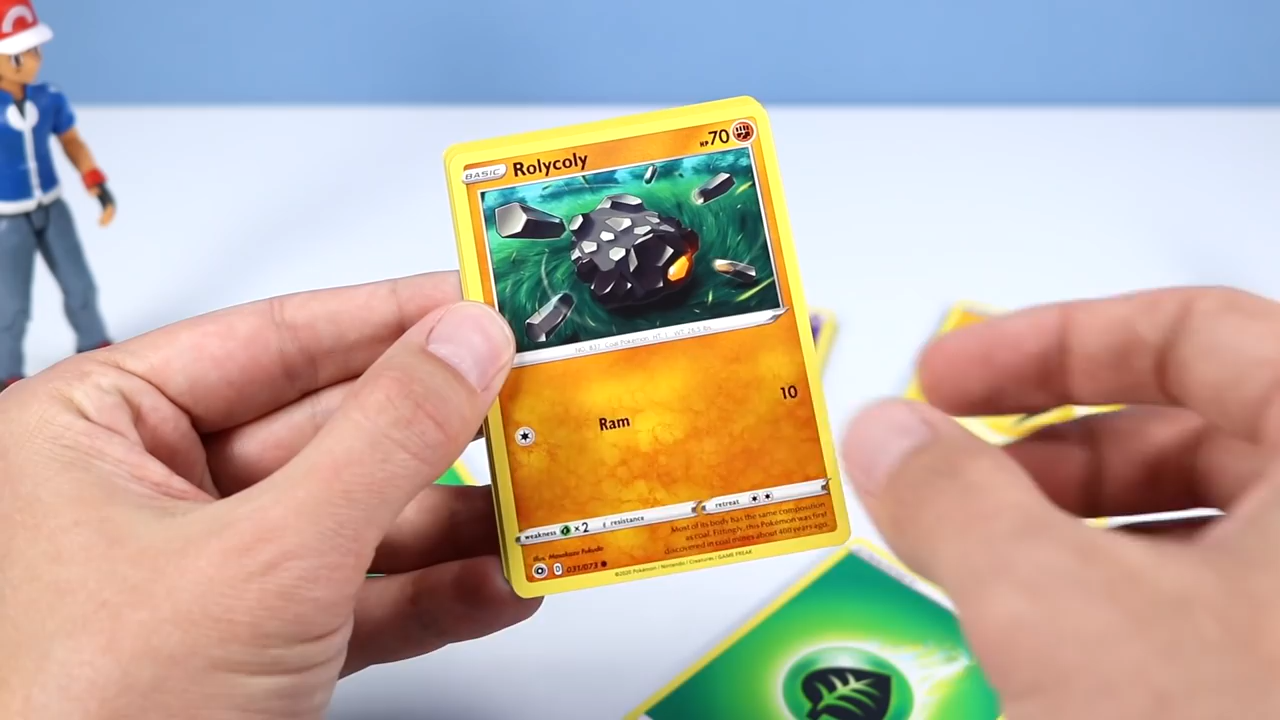 BASIC Rolycoly HP 70
NO. 837 Coal Pokémon HT: 1' WT: 26.5 lbs.
Ram 10
weakness ×2 resistance retreat
Most of its body has the same composition
as coal. Fittingly, this Pokémon was first
discovered in coal mines about 400 years ago.
Illus. Masakazu Fukuda
D 031/073
©2020 Pokémon / Nintendo / Creatures / GAME FREAK